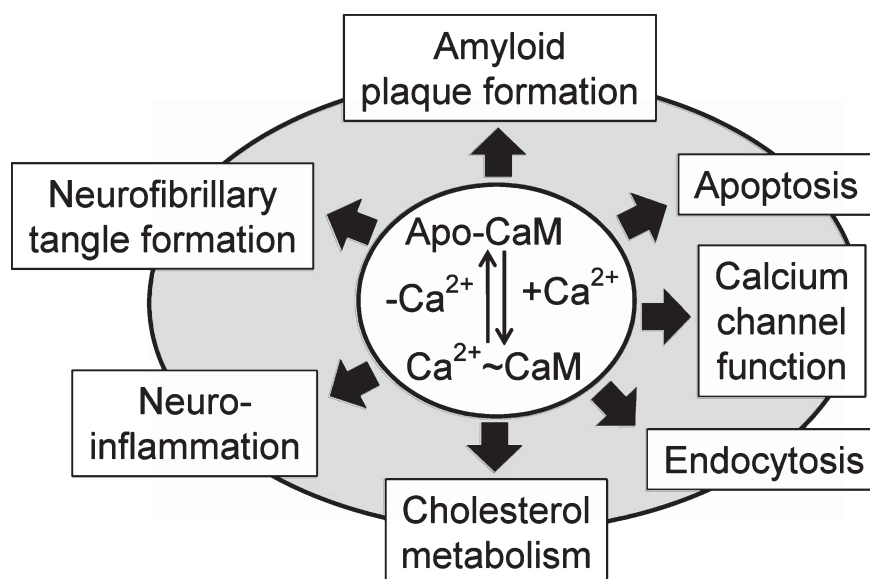 Amyloid
plaque formation
Neurofibrillary
tangle formation
Apoptosis
Apo-CaM
-Ca²⁺ +Ca²⁺
Ca²⁺~CaM
Calcium
channel
function
Neuro-
inflammation
Endocytosis
Cholesterol
metabolism